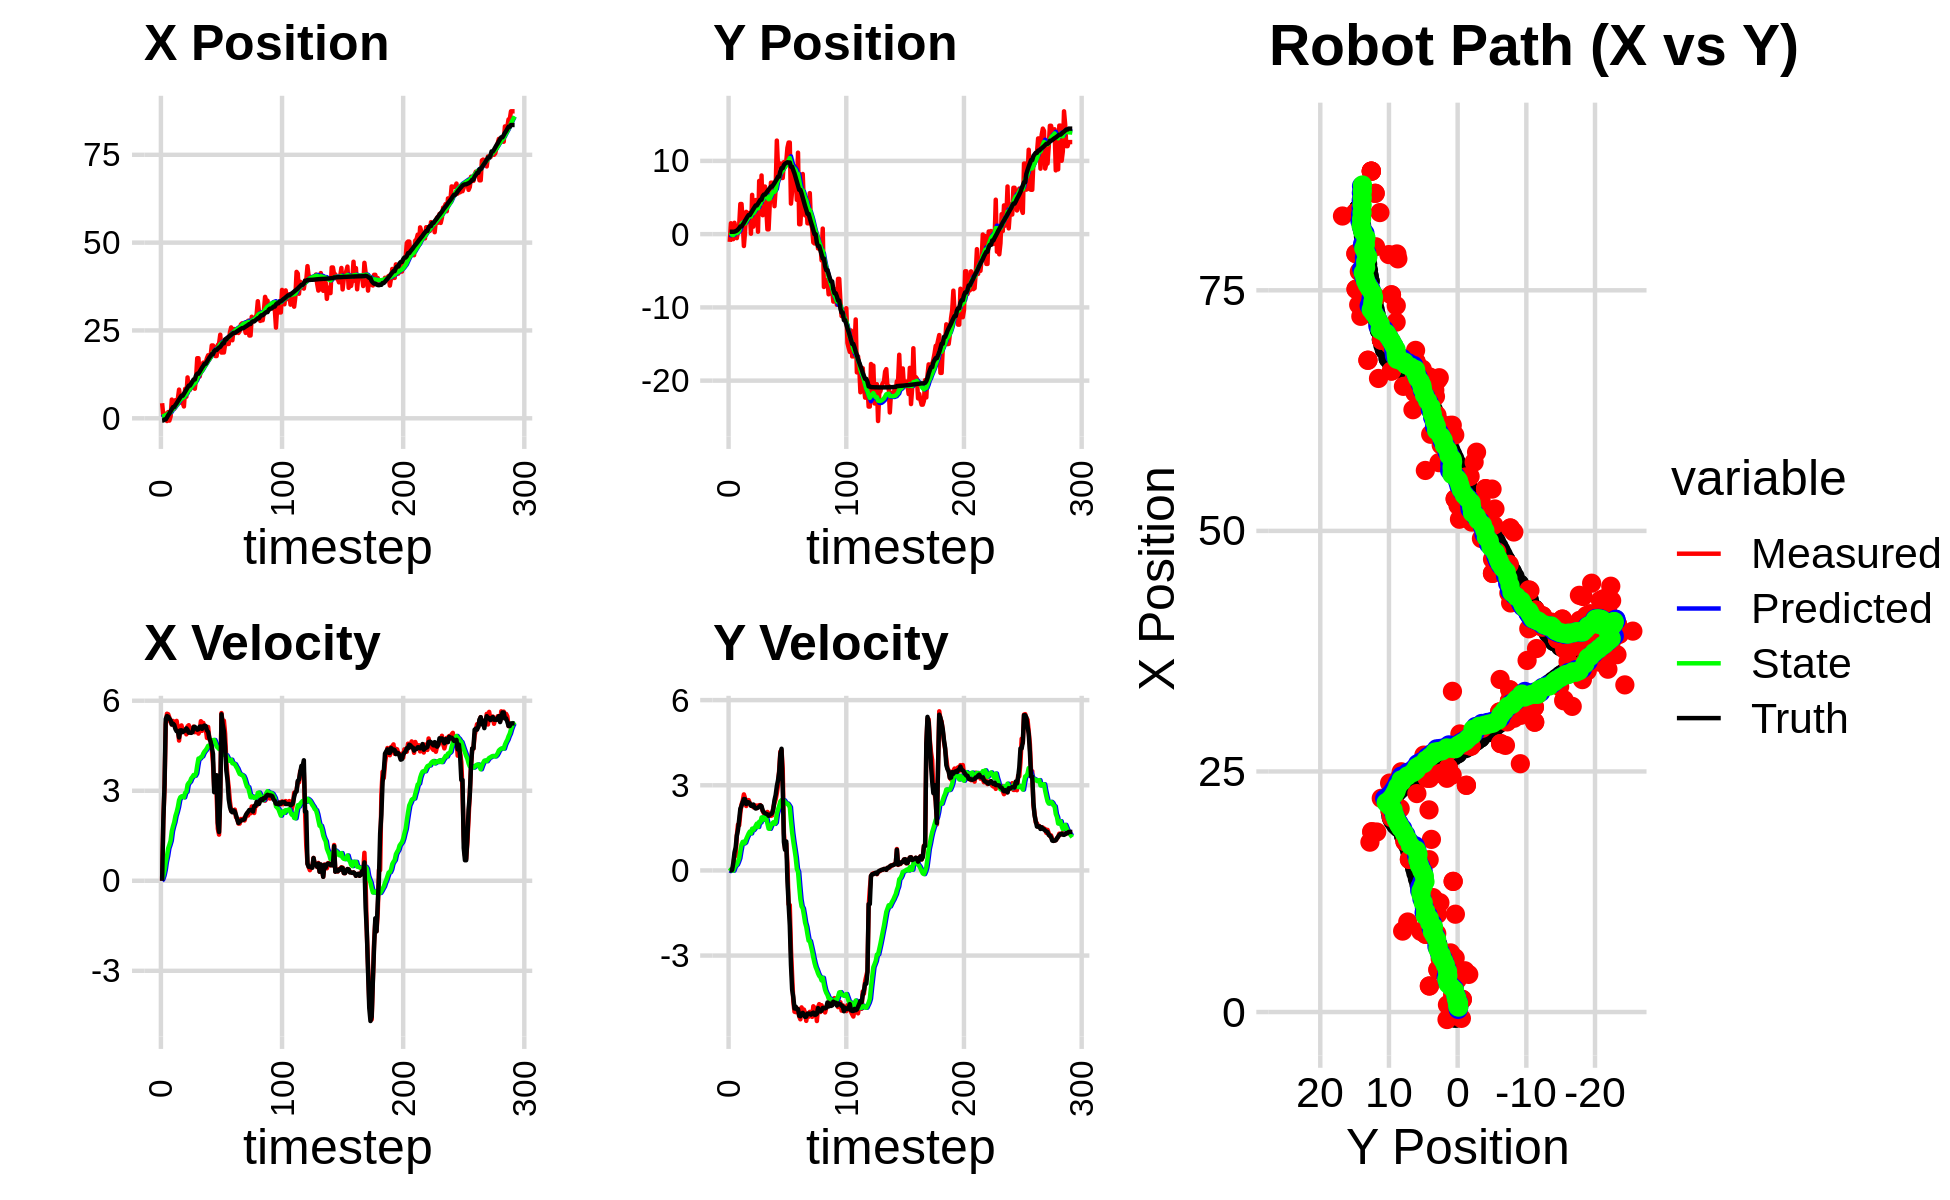 X Position
75
50
25
0
0
100
200
300
timestep
Y Position
10
0
-10
-20
0
100
200
300
timestep
X Velocity
6
3
0
-3
0
100
200
300
timestep
Y Velocity
6
3
0
-3
0
100
200
300
timestep
Robot Path (X vs Y)
X Position
75
50
25
0
20 10 0 -10 -20
Y Position
variable
Measured
Predicted
State
Truth